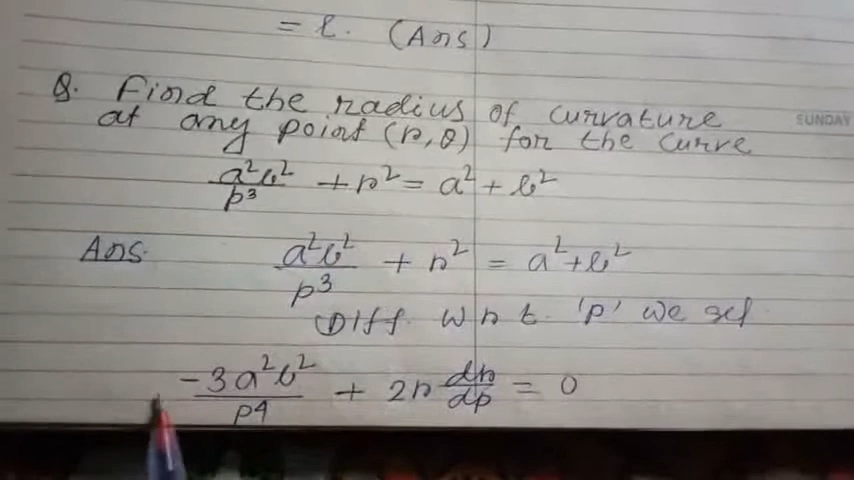 = l. (Ans)
Q. Find the radius of curvature
SUNDAY
at any point (r, θ) for the curve
a²b²/p³ + r² = a² + b²
Ans. a²b²/p³ + r² = a² + b²
Diff. w r t. 'p' we get
-3a²b²/p⁴ + 2r dr/dp = 0